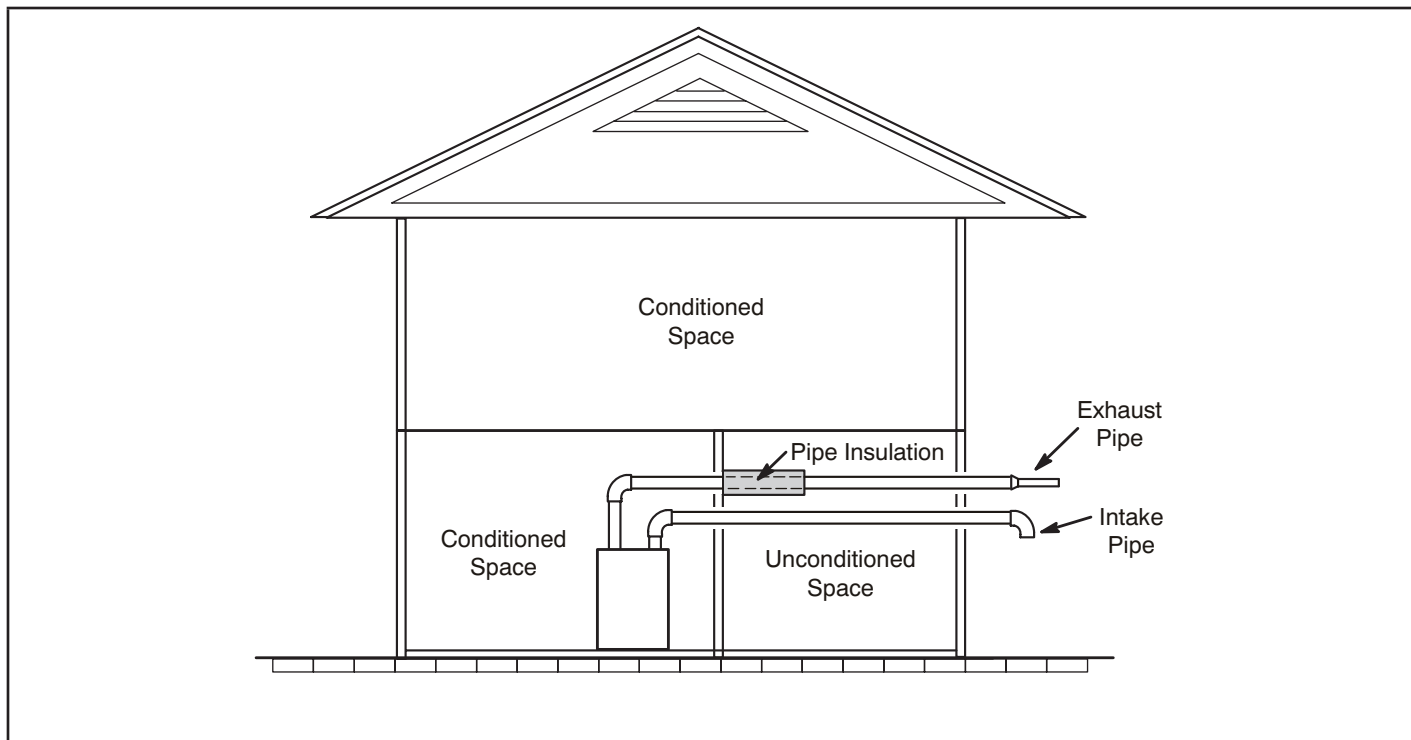 Conditioned
Space
Exhaust
Pipe
Pipe Insulation
Intake
Pipe
Conditioned
Space
Unconditioned
Space